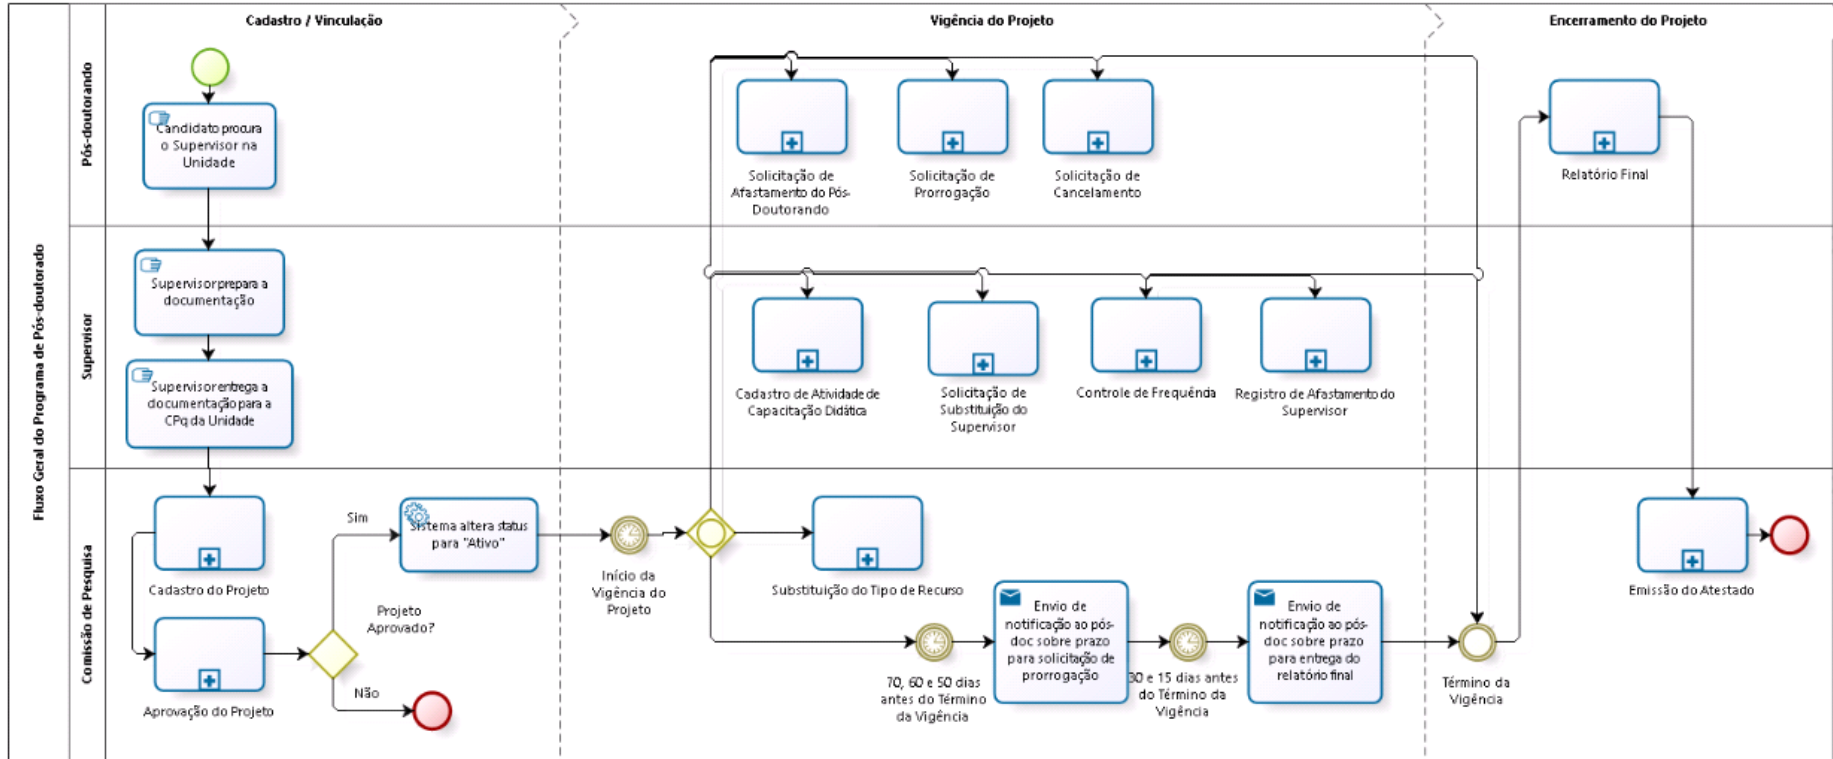 Cadastro / Vinculação
Vigência do Projeto
Encerramento do Projeto
Fluxo Geral do Programa de Pós-doutorado
Pós-doutorando
Candidato procura
o Supervisor na
Unidade
Solicitação de
Afastamento do Pós-
Doutorando
Solicitação de
Prorrogação
Solicitação de
Cancelamento
Relatório Final
Supervisor
Supervisor prepara a
documentação
Supervisor entrega a
documentação para a
CPq da Unidade
Cadastro de Atividade de
Capacitação Didática
Solicitação de
Substituição do
Supervisor
Controle de Frequência
Registro de Afastamento do
Supervisor
Comissão de Pesquisa
Cadastro do Projeto
Aprovação do Projeto
Sim
Projeto
Aprovado?
Não
Sistema altera status
para "Ativo"
Início da
Vigência do
Projeto
Substituição do Tipo de Recurso
70, 60 e 50 dias
antes do Término
da Vigência
Envio de
notificação ao pós-
doc sobre prazo
para solicitação de
prorrogação
30 e 15 dias antes
do Término da
Vigência
Envio de
notificação ao pós-
doc sobre prazo
para entrega do
relatório final
Término da
Vigência
Emissão do Atestado